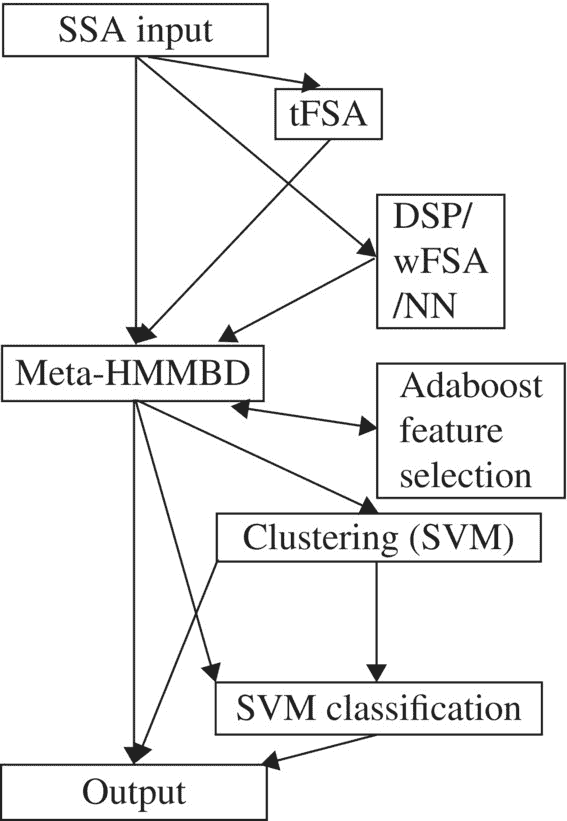 SSA input
tFSA
DSP/
wFSA
/NN
Meta-HMMBD
Adaboost
feature
selection
Clustering (SVM)
SVM classification
Output